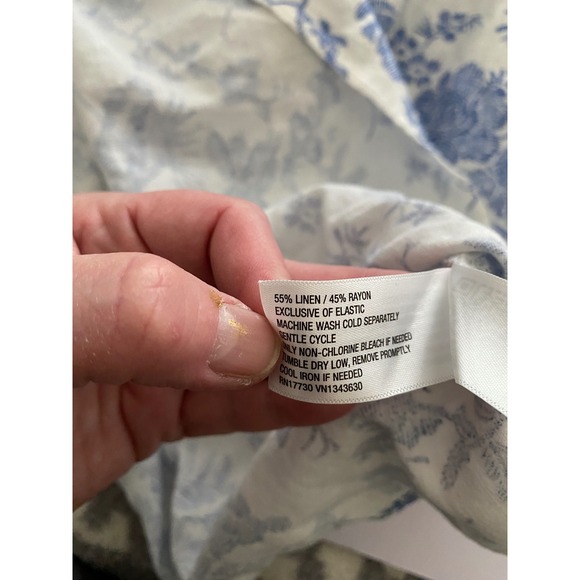 55% LINEN / 45% RAYON
EXCLUSIVE OF ELASTIC
MACHINE WASH COLD SEPARATELY
GENTLE CYCLE
ONLY NON-CHLORINE BLEACH IF NEEDED
TUMBLE DRY LOW, REMOVE PROMPTLY,
COOL IRON IF NEEDED
RN17730 VN1343630